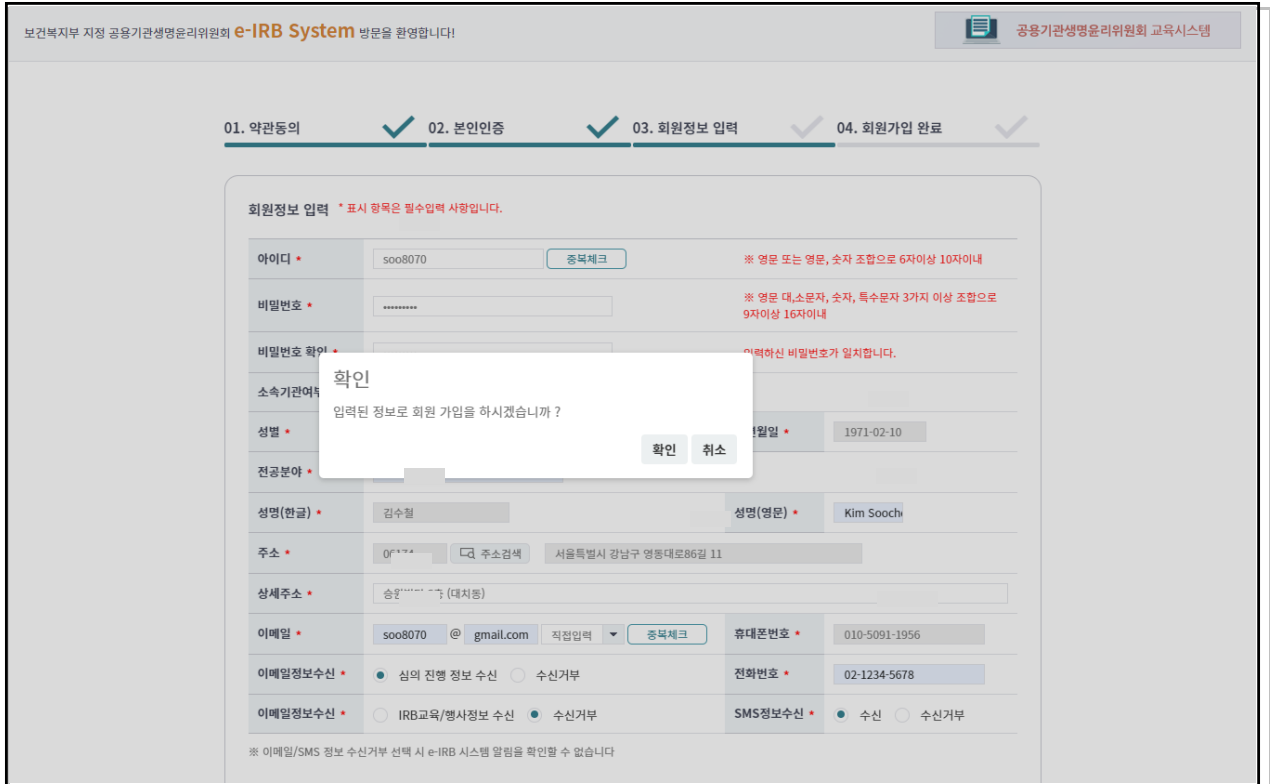 보건복지부 지정 공용기관생명윤리위원회 e-IRB System 방문을 환영합니다!
공용기관생명윤리위원회 교육시스템
01. 약관동의 02. 본인인증 03. 회원정보 입력 04. 회원가입 완료
회원정보 입력 * 표시 항목은 필수입력 사항입니다.
아이디 * soo8070 중복체크 ※ 영문 또는 영문, 숫자 조합으로 6자이상 10자이내
비밀번호 * ••••••••• ※ 영문 대,소문자, 숫자, 특수문자 3가지 이상 조합으로
9자이상 16자이내
비밀번호 확인 * 입력하신 비밀번호가 일치합니다.
확인
소속기관여부
입력된 정보로 회원 가입을 하시겠습니까 ?
성별 * 월일 * 1971-02-10
확인 취소
전공분야 *
성명(한글) * 김수철 성명(영문) * Kim Sooch
주소 * 주소검색 서울특별시 강남구 영동대로86길 11
상세주소 * (대치동)
이메일 * soo8070 @ gmail.com 직접입력 중복체크 휴대폰번호 * 010-5091-1956
이메일정보수신 * 심의 진행 정보 수신 수신거부 전화번호 * 02-1234-5678
이메일정보수신 * IRB교육/행사정보 수신 수신거부 SMS정보수신 * 수신 수신거부
※ 이메일/SMS 정보 수신거부 선택 시 e-IRB 시스템 알림을 확인할 수 없습니다